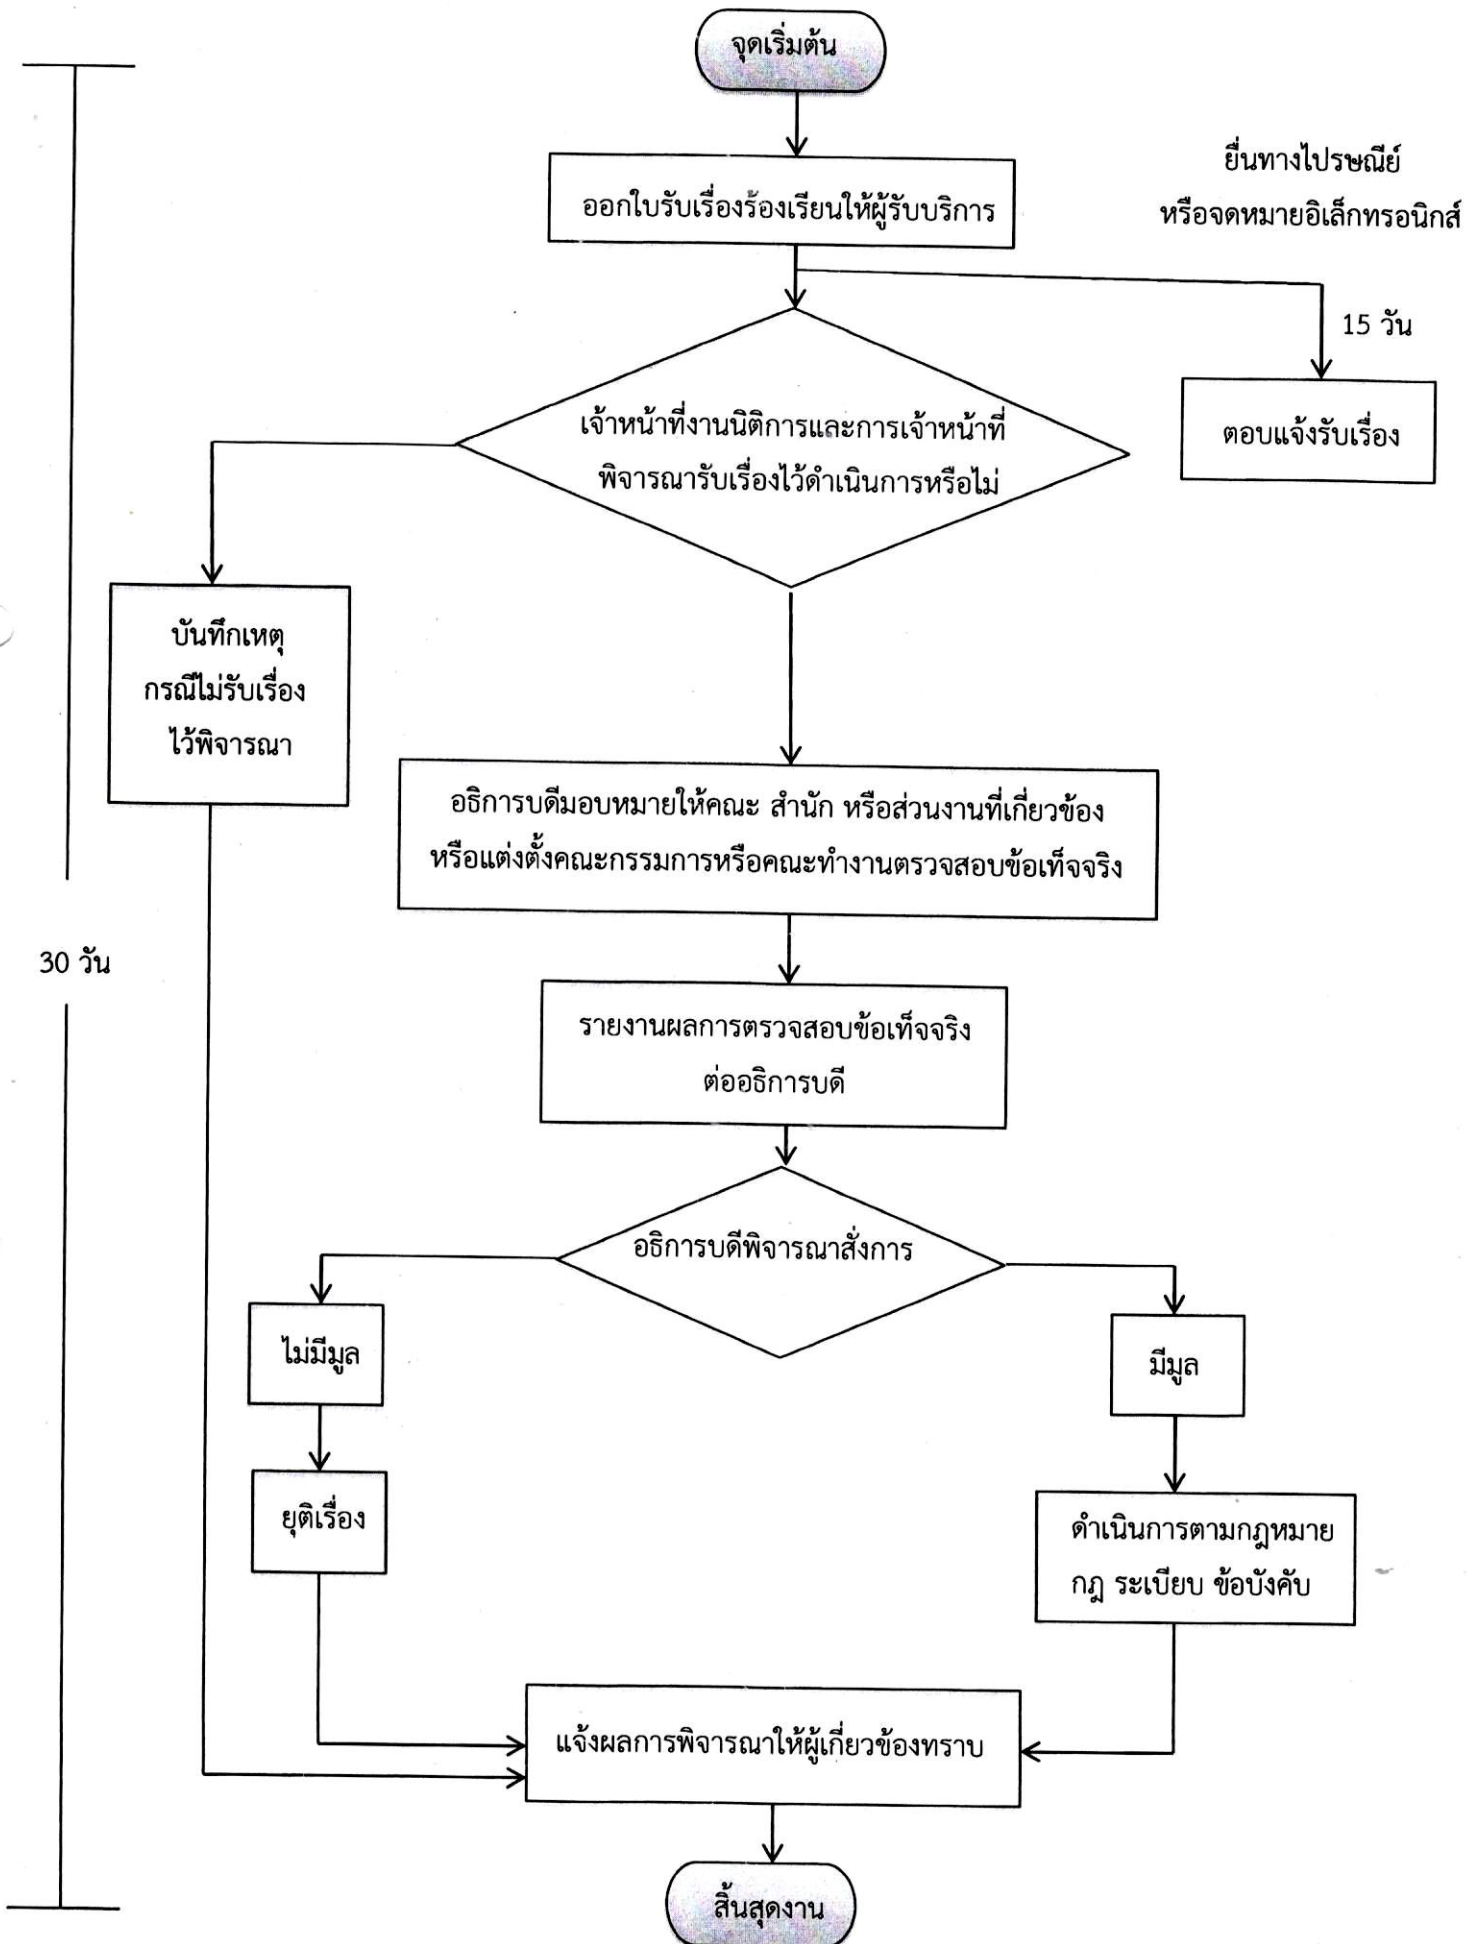 จุดเริ่มต้น
ออกใบรับเรื่องร้องเรียนให้ผู้รับบริการ
ยื่นทางไปรษณีย์
หรือจดหมายอิเล็กทรอนิกส์
15 วัน
ตอบแจ้งรับเรื่อง
เจ้าหน้าที่งานนิติการและการเจ้าหน้าที่
พิจารณารับเรื่องไว้ดำเนินการหรือไม่
บันทึกเหตุ
กรณีไม่รับเรื่อง
ไว้พิจารณา
อธิการบดีมอบหมายให้คณะ สำนัก หรือส่วนงานที่เกี่ยวข้อง
หรือแต่งตั้งคณะกรรมการหรือคณะทำงานตรวจสอบข้อเท็จจริง
30 วัน
รายงานผลการตรวจสอบข้อเท็จจริง
ต่ออธิการบดี
อธิการบดีพิจารณาสั่งการ
ไม่มีมูล
มีมูล
ยุติเรื่อง
ดำเนินการตามกฎหมาย
กฎ ระเบียบ ข้อบังคับ
แจ้งผลการพิจารณาให้ผู้เกี่ยวข้องทราบ
สิ้นสุดงาน